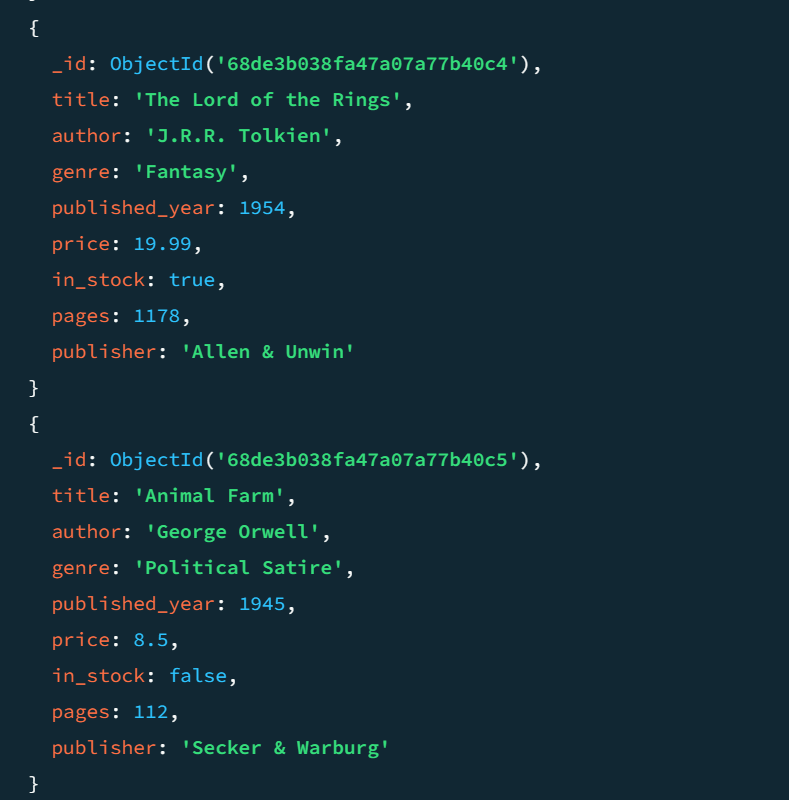 {
_id: ObjectId('68de3b038fa47a07a77b40c4'),
title: 'The Lord of the Rings',
author: 'J.R.R. Tolkien',
genre: 'Fantasy',
published_year: 1954,
price: 19.99,
in_stock: true,
pages: 1178,
publisher: 'Allen & Unwin'
}
{
_id: ObjectId('68de3b038fa47a07a77b40c5'),
title: 'Animal Farm',
author: 'George Orwell',
genre: 'Political Satire',
published_year: 1945,
price: 8.5,
in_stock: false,
pages: 112,
publisher: 'Secker & Warburg'
}